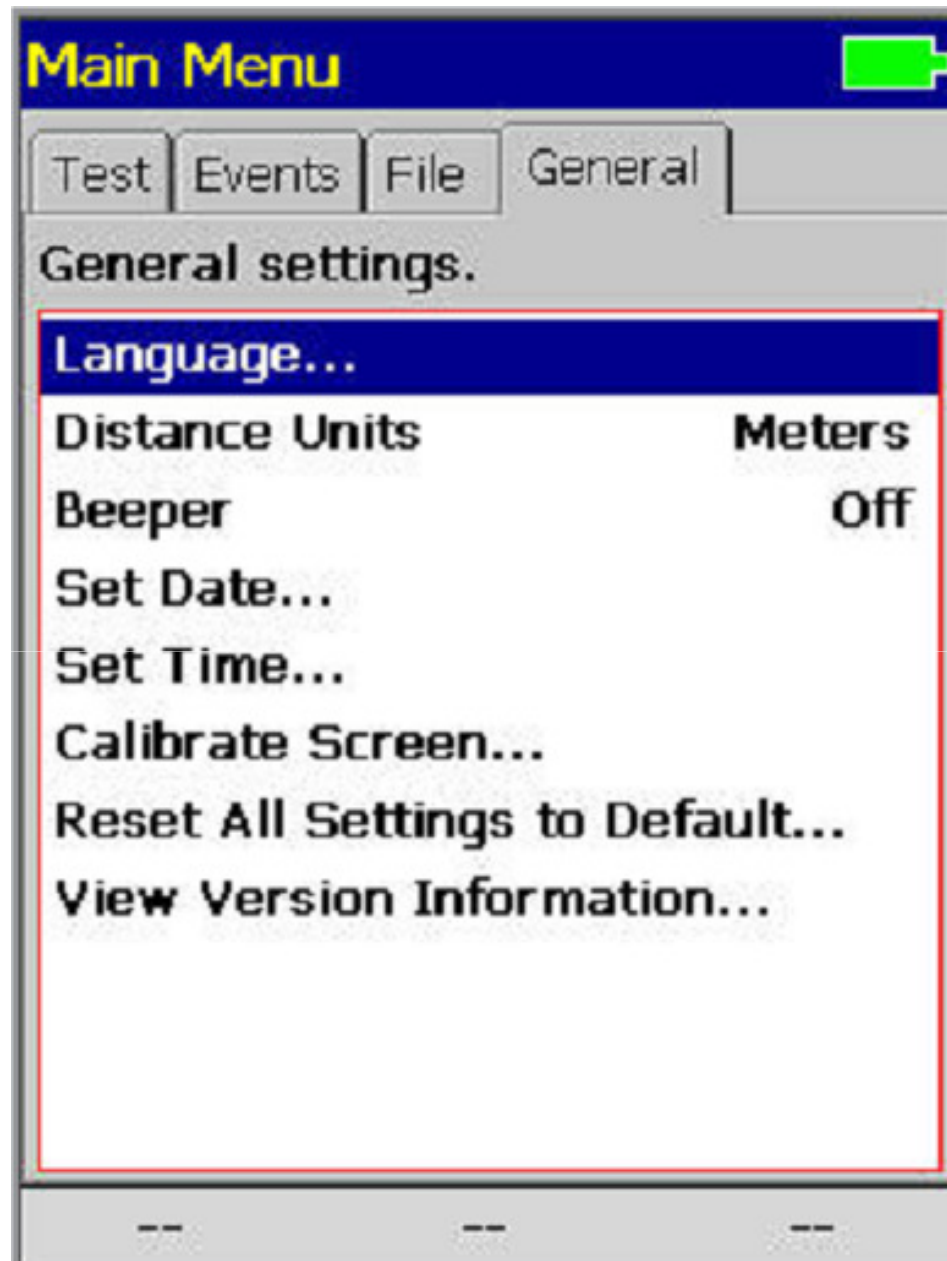 Main Menu
Test Events File General
General settings.
Language...
Distance Units Meters
Beeper Off
Set Date...
Set Time...
Calibrate Screen...
Reset All Settings to Default...
View Version Information...
-- -- --